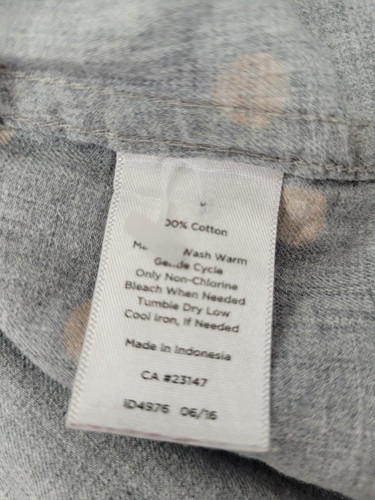 Cotton
Wash Warm
Cycle
Only Non-Chlorine
Bleach When Needed
Tumble Dry Low
Cool Iron, If Needed
Made in Indonesia
CA #23147
ID4976 06/16